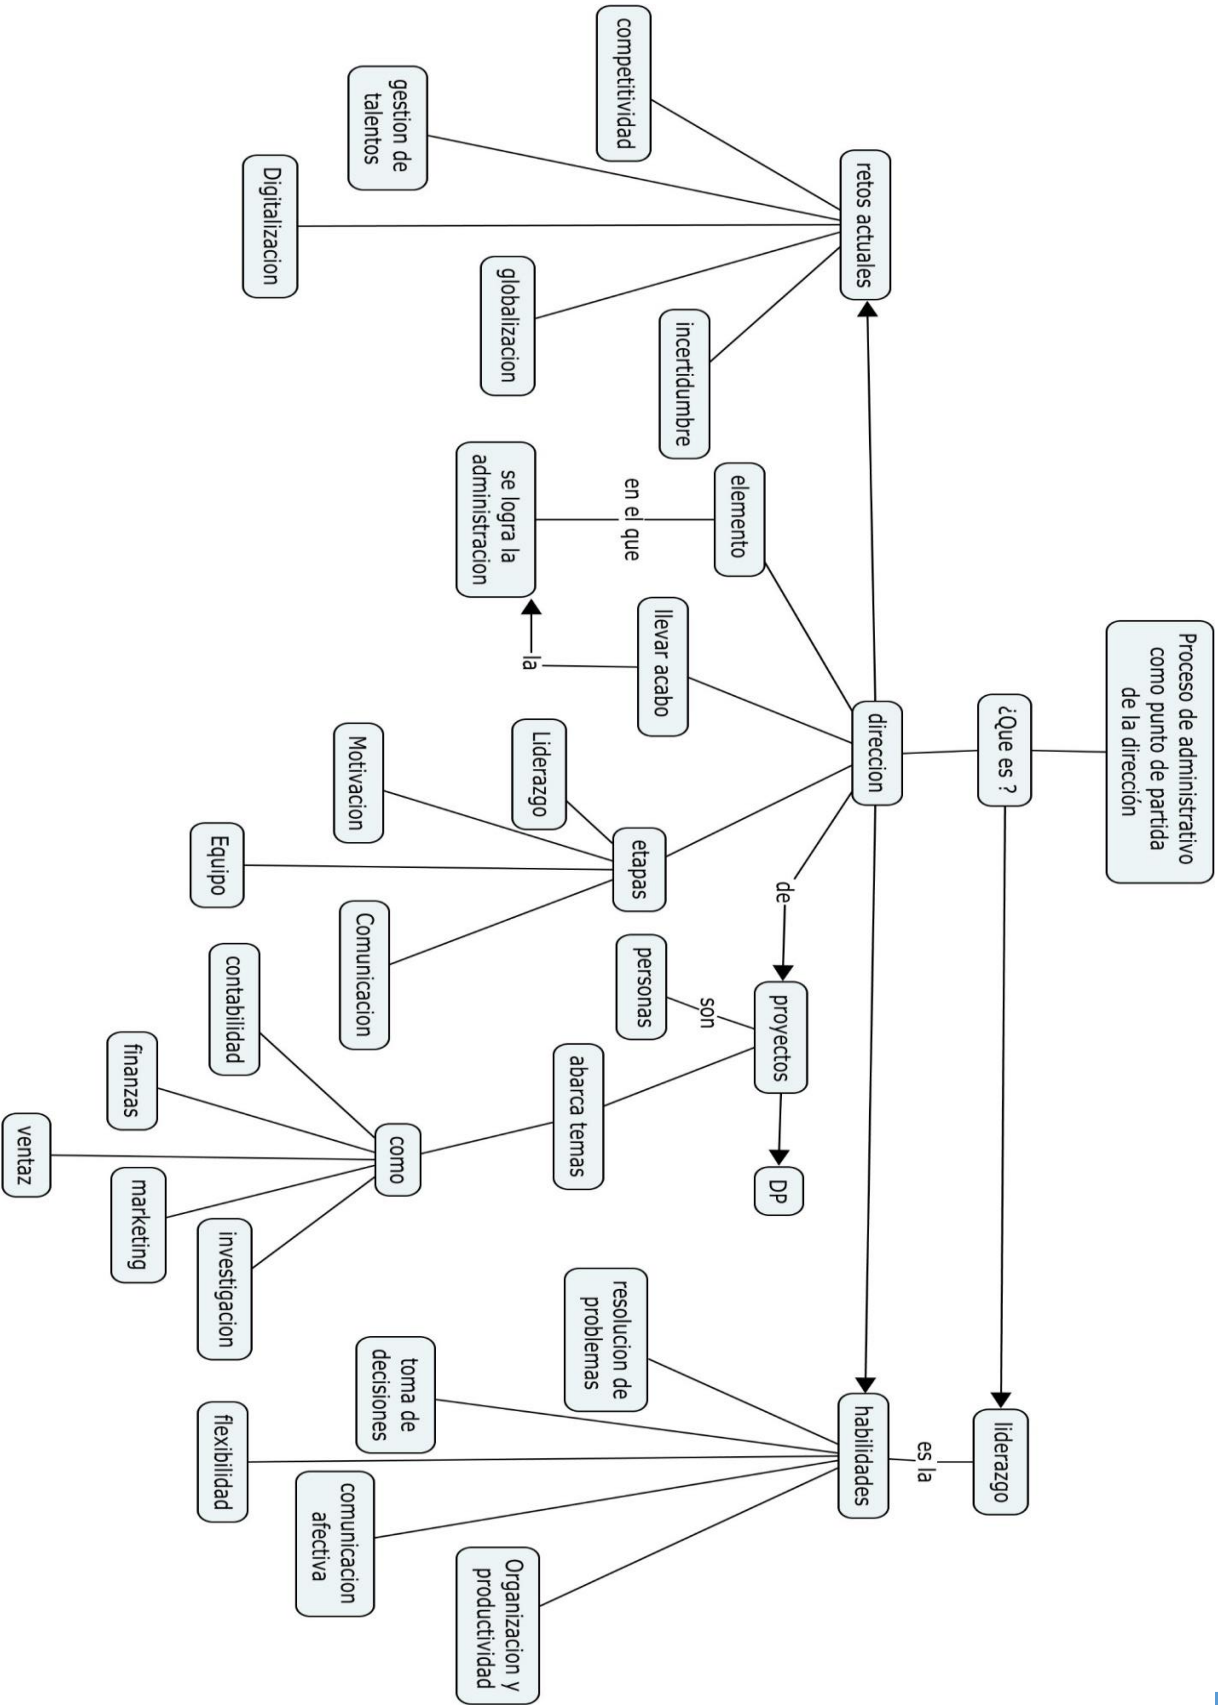 Proceso de administrativo
como punto de partida
de la dirección
¿Que es ?
liderazgo
es la
retos actuales
direccion
habilidades
competitividad
gestion de
talentos
Digitalizacion
globalizacion
incertidumbre
elemento
en el que
se logra la
administracion
llevar acabo
la
etapas
Liderazgo
Motivacion
Equipo
Comunicacion
de
proyectos
DP
son
personas
abarca temas
como
contabilidad
finanzas
ventaz
marketing
investigacion
resolucion de
problemas
toma de
decisiones
flexibilidad
comunicacion
afectiva
Organizacion y
productividad